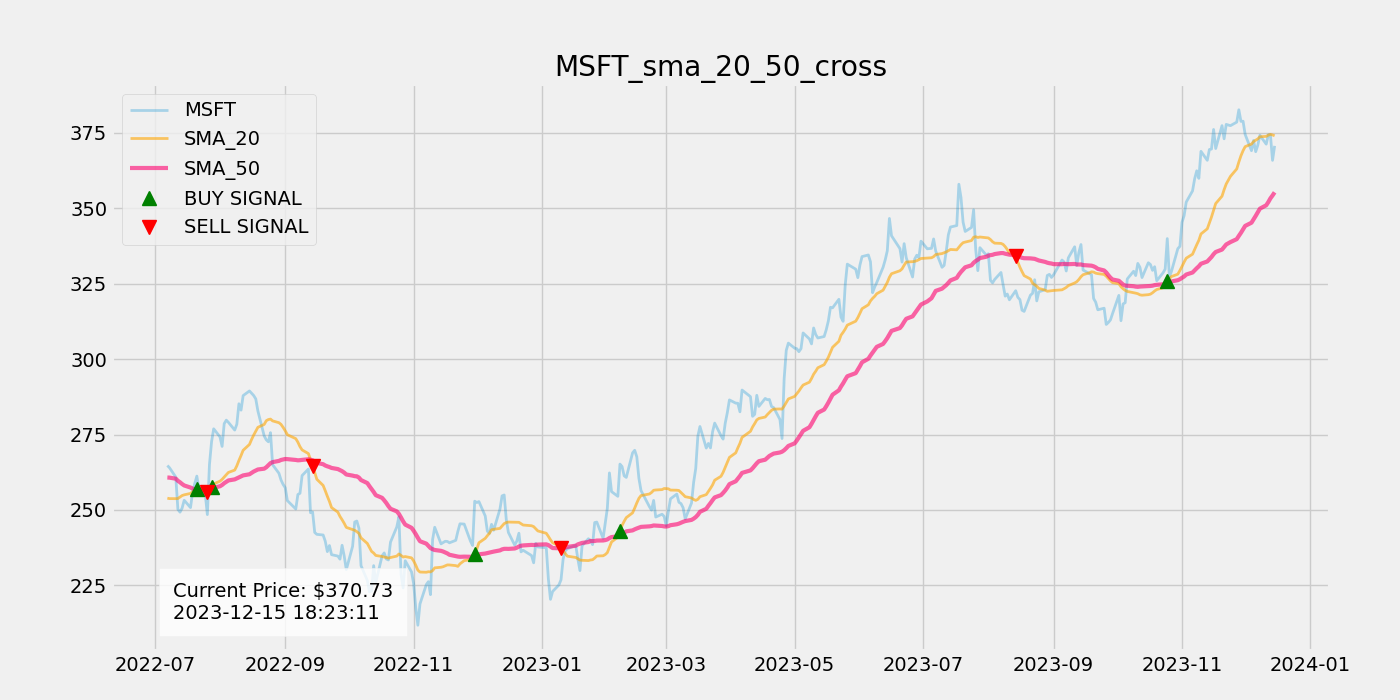 MSFT_sma_20_50_cross
MSFT
SMA_20
SMA_50
BUY SIGNAL
SELL SIGNAL
375
350
325
300
275
250
225
Current Price: $370.73
2023-12-15 18:23:11
2022-07 2022-09 2022-11 2023-01 2023-03 2023-05 2023-07 2023-09 2023-11 2024-01